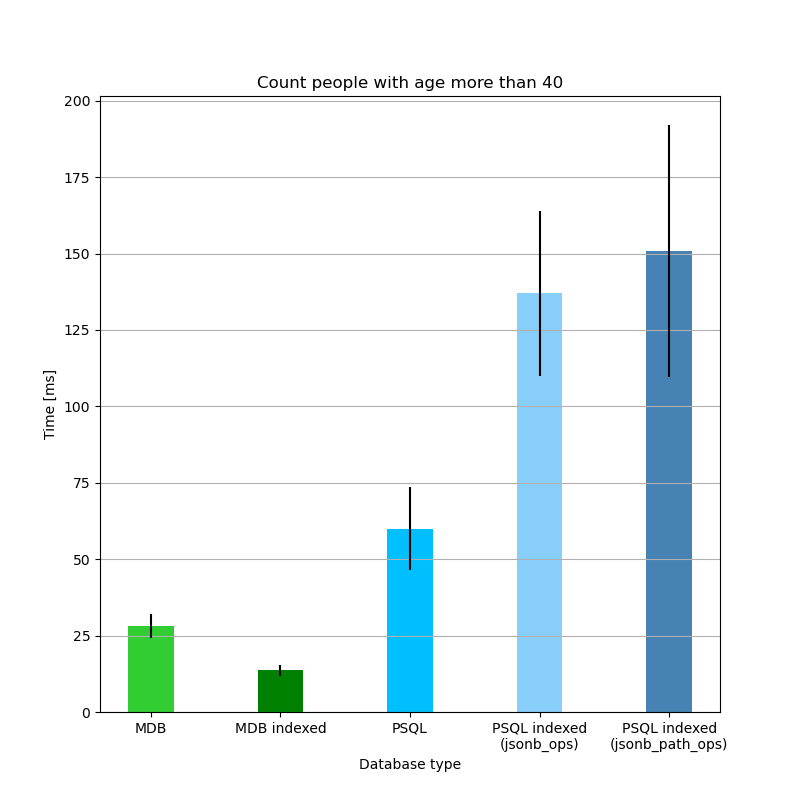 Count people with age more than 40
200
175
150
125
100
75
50
25
0
Time [ms]
MDB
MDB indexed
PSQL
PSQL indexed
(jsonb_ops)
PSQL indexed
(jsonb_path_ops)
Database type